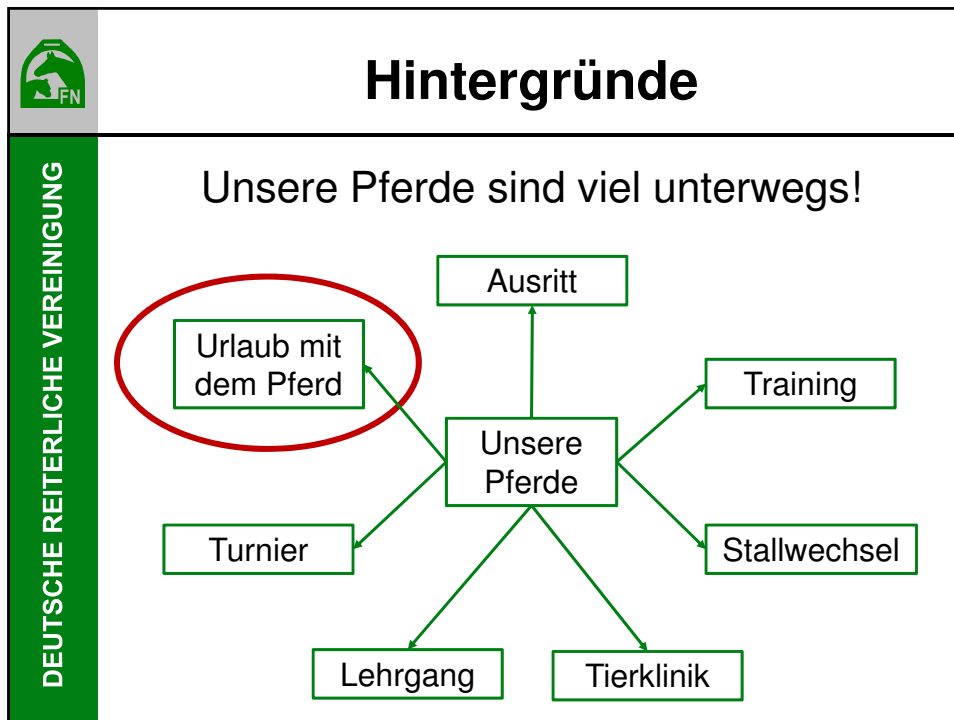 FN
Hintergründe
DEUTSCHE REITERLICHE VEREINIGUNG
Unsere Pferde sind viel unterwegs!
Ausritt
Urlaub mit
dem Pferd
Training
Unsere
Pferde
Turnier
Stallwechsel
Lehrgang
Tierklinik